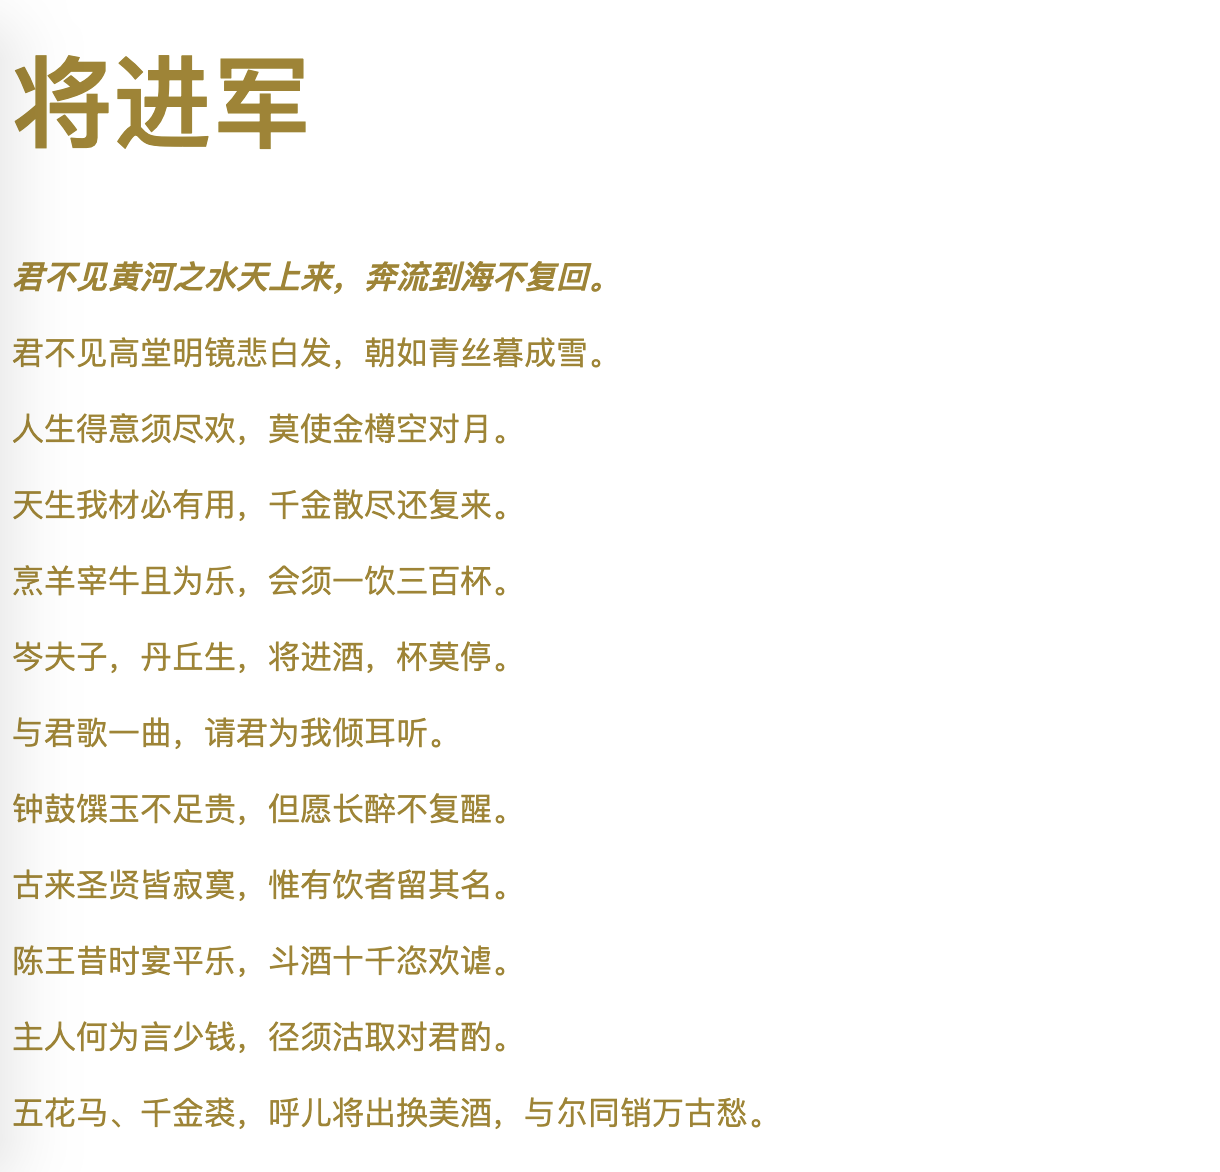 将进军
君不见黄河之水天上来，奔流到海不复回。
君不见高堂明镜悲白发，朝如青丝暮成雪。
人生得意须尽欢，莫使金樽空对月。
天生我材必有用，千金散尽还复来。
烹羊宰牛且为乐，会须一饮三百杯。
岑夫子，丹丘生，将进酒，杯莫停。
与君歌一曲，请君为我倾耳听。
钟鼓馔玉不足贵，但愿长醉不复醒。
古来圣贤皆寂寞，惟有饮者留其名。
陈王昔时宴平乐，斗酒十千恣欢谑。
主人何为言少钱，径须沽取对君酌。
五花马、千金裘，呼儿将出换美酒，与尔同销万古愁。